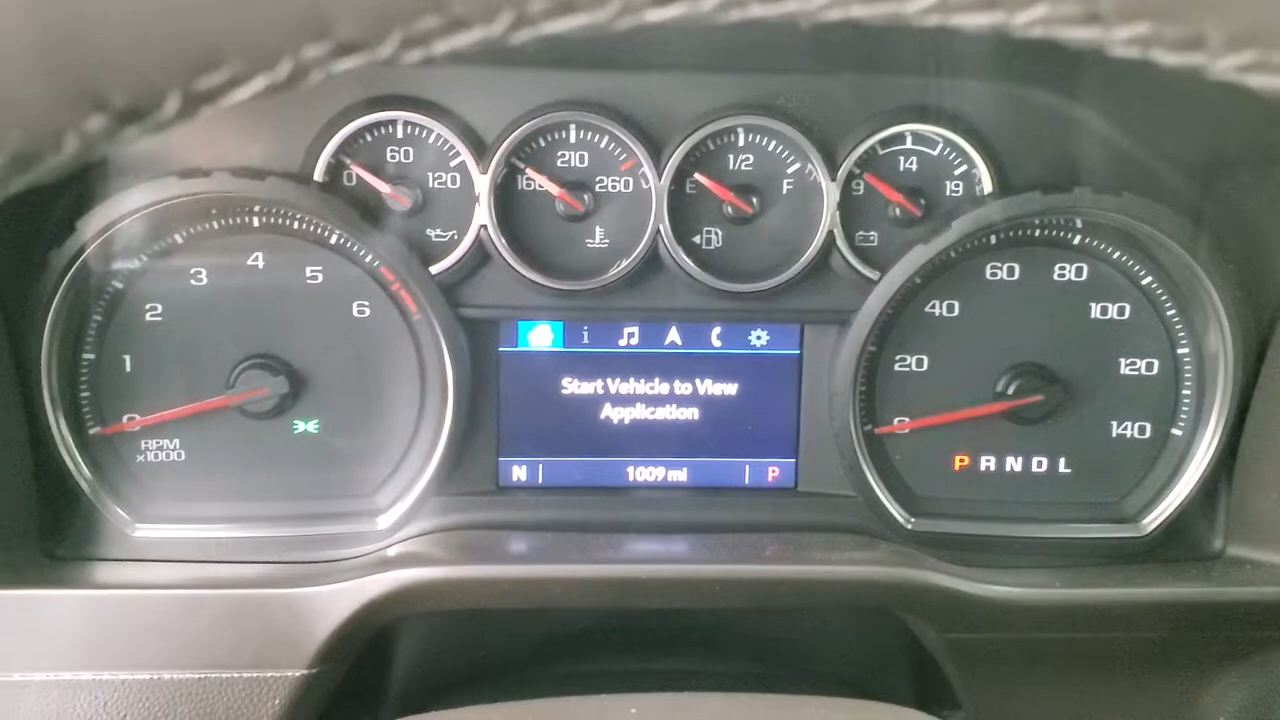 60
0 120
210
160 260
1/2
E F
14
9 19
4
3 5
2 6
1
0
RPM
x1000
i
Start Vehicle to View
Application
N 1009 mi P
60 80
40 100
20 120
0 140
P R N D L